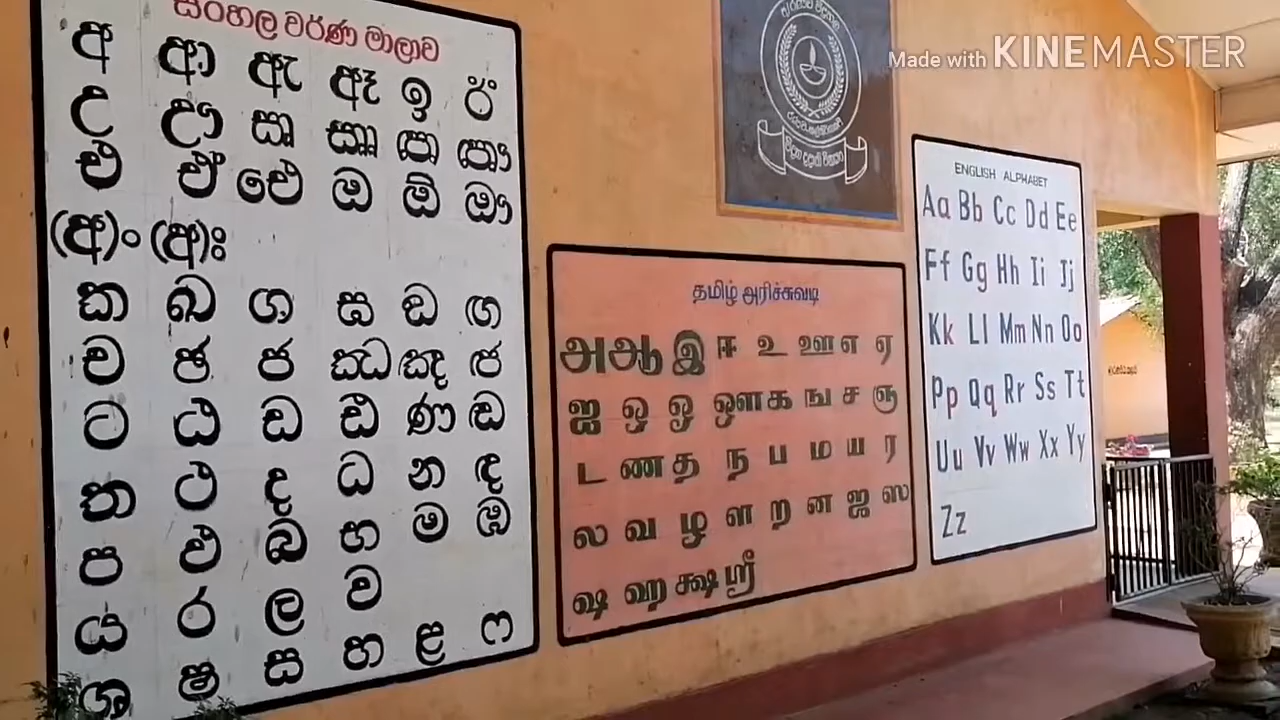 සිංහල වර්ණ මාලාව
අ ආ ඇ ඈ ඉ ඊ
උ ඌ ඍ ඎ ඏ ඐ
එ ඒ ඓ ඔ ඕ ඖ
(අ)ං (අ)ඃ
ක ඛ ග ඝ ඞ ඟ
ච ඡ ජ ඣ ඤ ඦ
ට ඨ ඩ ඪ ණ ඬ
ත ථ ද ධ න ඳ
ප ඵ බ භ ම ඹ
ය ර ල ව
ශ ෂ ස හ ළ ෆ
தமிழ் அரிச்சுவடி
அ ஆ இ ஈ உ ஊ எ ஏ
ஐ ஒ ஓ ஔ க ங ச ஞ
ட ண த ந ப ம ய ர
ல வ ழ ள ற ன ஜ ஸ
ஷ ஹ க்ஷ ஸ்ரீ
Made with KINEMASTER
ENGLISH ALPHABET
Aa Bb Cc Dd Ee
Ff Gg Hh Ii Jj
Kk Ll Mm Nn Oo
Pp Qq Rr Ss Tt
Uu Vv Ww Xx Yy
Zz